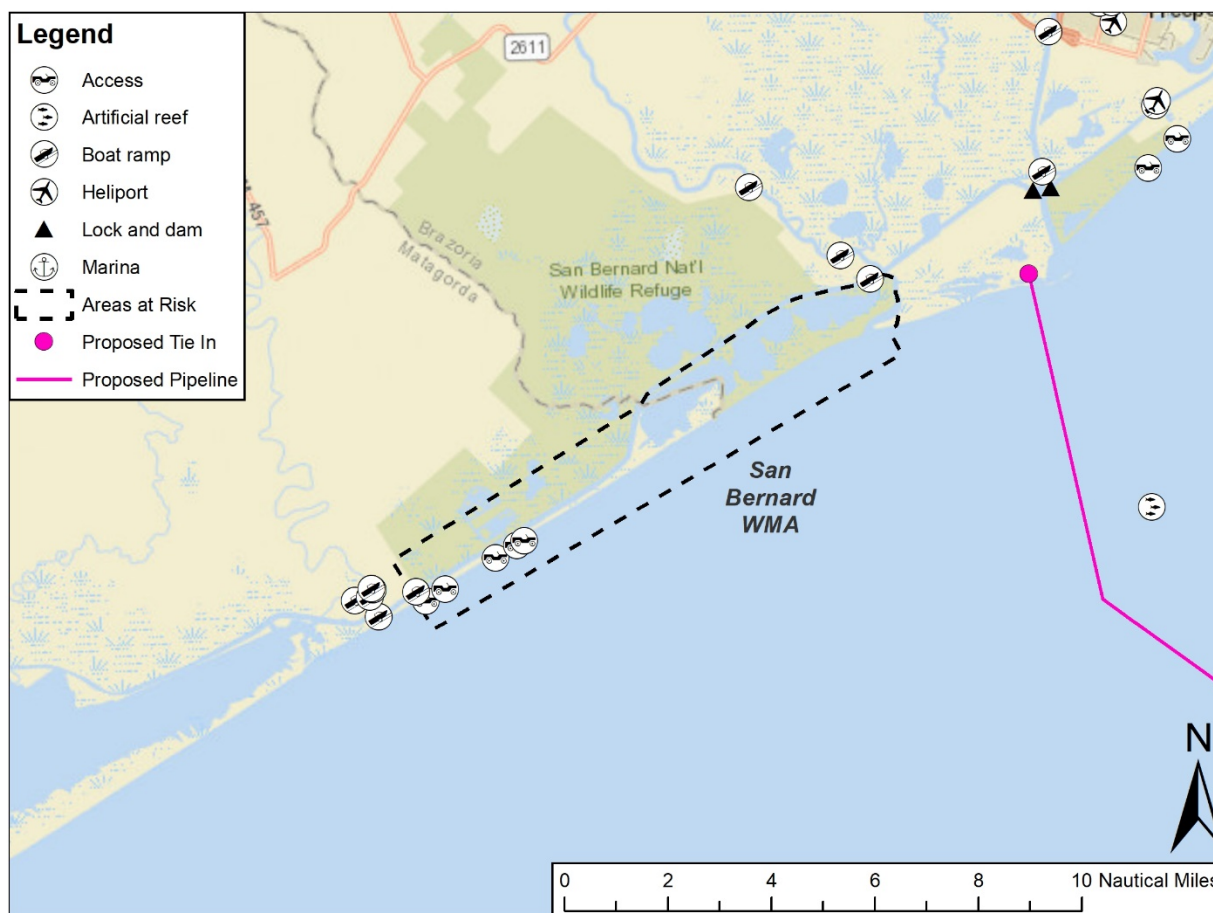 Legend
Access
Artificial reef
Boat ramp
Heliport
Lock and dam
Marina
Areas at Risk
Proposed Tie In
Proposed Pipeline
2611
457
Brazoria
Matagorda
San Bernard Nat'l
Wildlife Refuge
San
Bernard
WMA
N
0 2 4 6 8 10 Nautical Miles